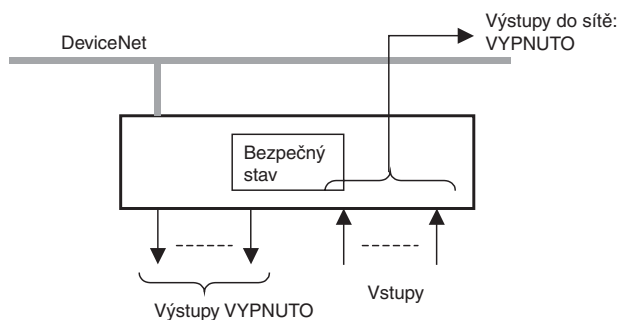 DeviceNet
Výstupy do sítě:
VYPNUTO
Bezpečný
stav
Výstupy VYPNUTO
Vstupy